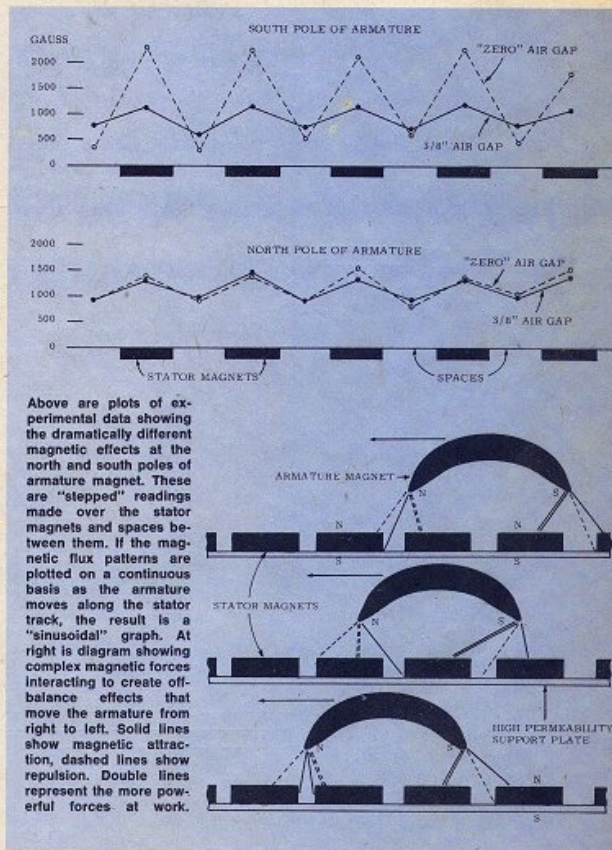 SOUTH POLE OF ARMATURE
GAUSS
2000
1500
1000
500
0
"ZERO" AIR GAP
3/8" AIR GAP
NORTH POLE OF ARMATURE
2000
1500
1000
500
0
"ZERO" AIR GAP
3/8" AIR GAP
STATOR MAGNETS
SPACES
Above are plots of ex-
perimental data showing
the dramatically different
magnetic effects at the
north and south poles of
armature magnet. These
are "stepped" readings
made over the stator
magnets and spaces be-
tween them. If the mag-
netic flux patterns are
plotted on a continuous
basis as the armature
moves along the stator
track, the result is a
"sinusoidal" graph. At
right is diagram showing
complex magnetic forces
interacting to create off-
balance effects that
move the armature from
right to left. Solid lines
show magnetic attrac-
tion, dashed lines show
repulsion. Double lines
represent the more pow-
erful forces at work.
ARMATURE MAGNET
N
S
N
N
S
S
STATOR MAGNETS
N
S
HIGH PERMEABILITY
SUPPORT PLATE
N
S
N
S